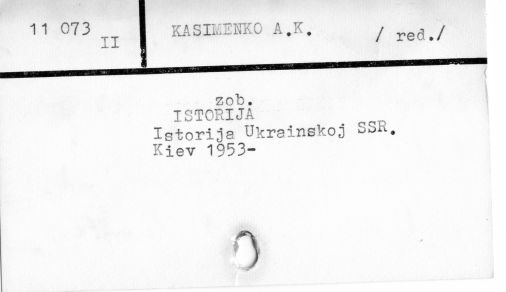 11 073
II
KASIMENKO A.K. / red./
zob.
ISTORIJA
Istorija Ukrainskoj SSR.
Kiev 1953-